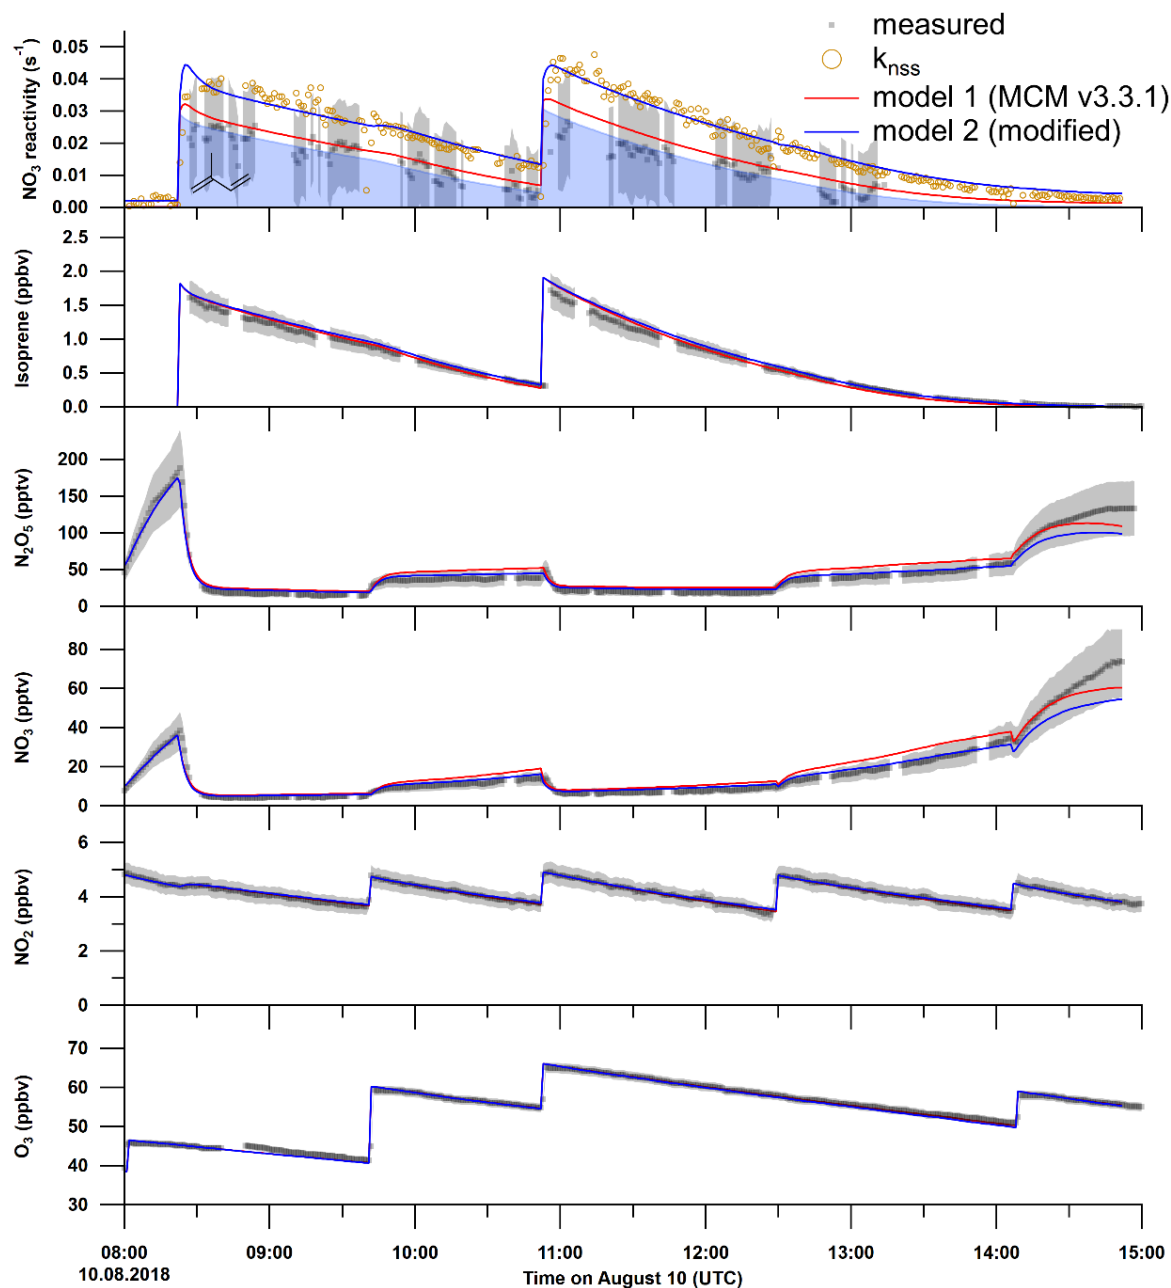 measured
k_nss
model 1 (MCM v3.3.1)
model 2 (modified)
NO₃ reactivity (s⁻¹)
0.05
0.04
0.03
0.02
0.01
0.00
Isoprene (ppbv)
2.5
2.0
1.5
1.0
0.5
0.0
N₂O₅ (pptv)
200
150
100
50
0
NO₃ (pptv)
80
60
40
20
0
NO₂ (ppbv)
6
4
2
0
O₃ (ppbv)
70
60
50
40
30
08:00 09:00 10:00 11:00 12:00 13:00 14:00 15:00
10.08.2018
Time on August 10 (UTC)